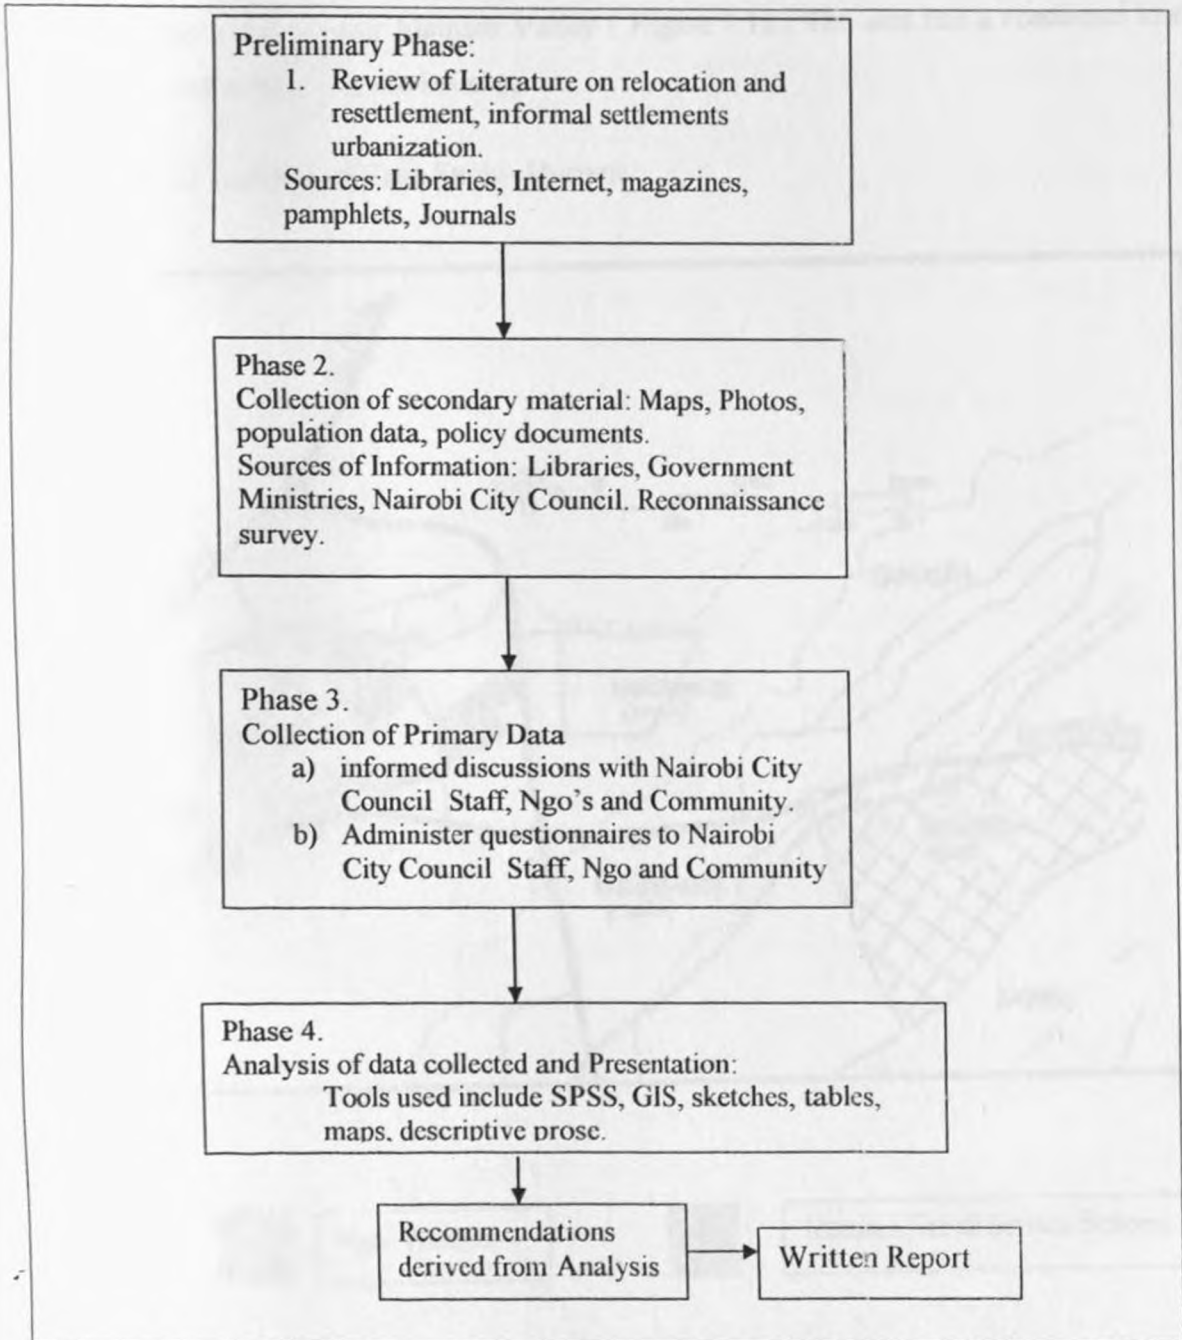 Preliminary Phase:
1. Review of Literature on relocation and
resettlement, informal settlements
urbanization.
Sources: Libraries, Internet, magazines,
pamphlets, Journals
Phase 2.
Collection of secondary material: Maps, Photos,
population data, policy documents.
Sources of Information: Libraries, Government
Ministries, Nairobi City Council. Reconnaissance
survey.
Phase 3.
Collection of Primary Data
a) informed discussions with Nairobi City
Council Staff, Ngo's and Community.
b) Administer questionnaires to Nairobi
City Council Staff, Ngo and Community
Phase 4.
Analysis of data collected and Presentation:
Tools used include SPSS, GIS, sketches, tables,
maps, descriptive prose.
Recommendations
derived from Analysis
Written Report